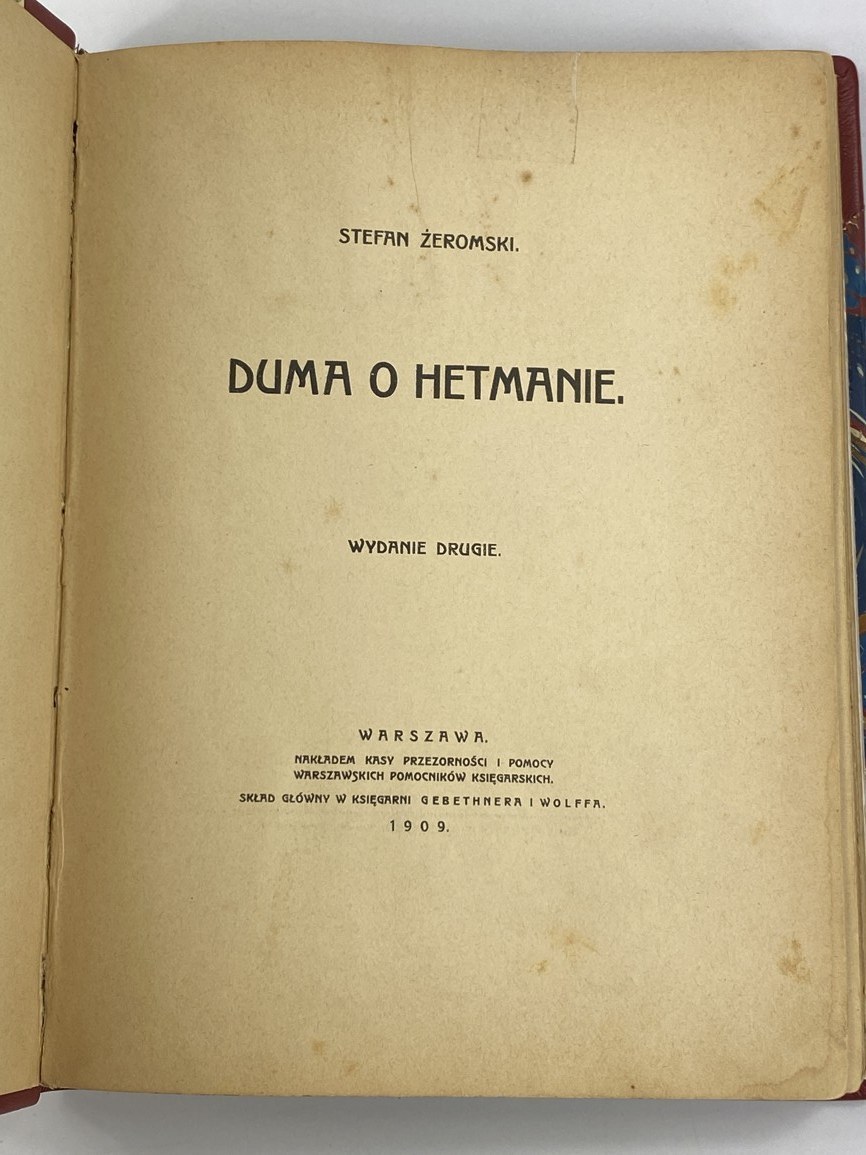 STEFAN ŻEROMSKI.
DUMA O HETMANIE.
WYDANIE DRUGIE.
WARSZAWA.
NAKŁADEM KASY PRZEZORNOŚCI I POMOCY
WARSZAWSKICH POMOCNIKÓW KSIĘGARSKICH.
SKŁAD GŁÓWNY W KSIĘGARNI GEBETHNERA I WOLFFA.
1909.